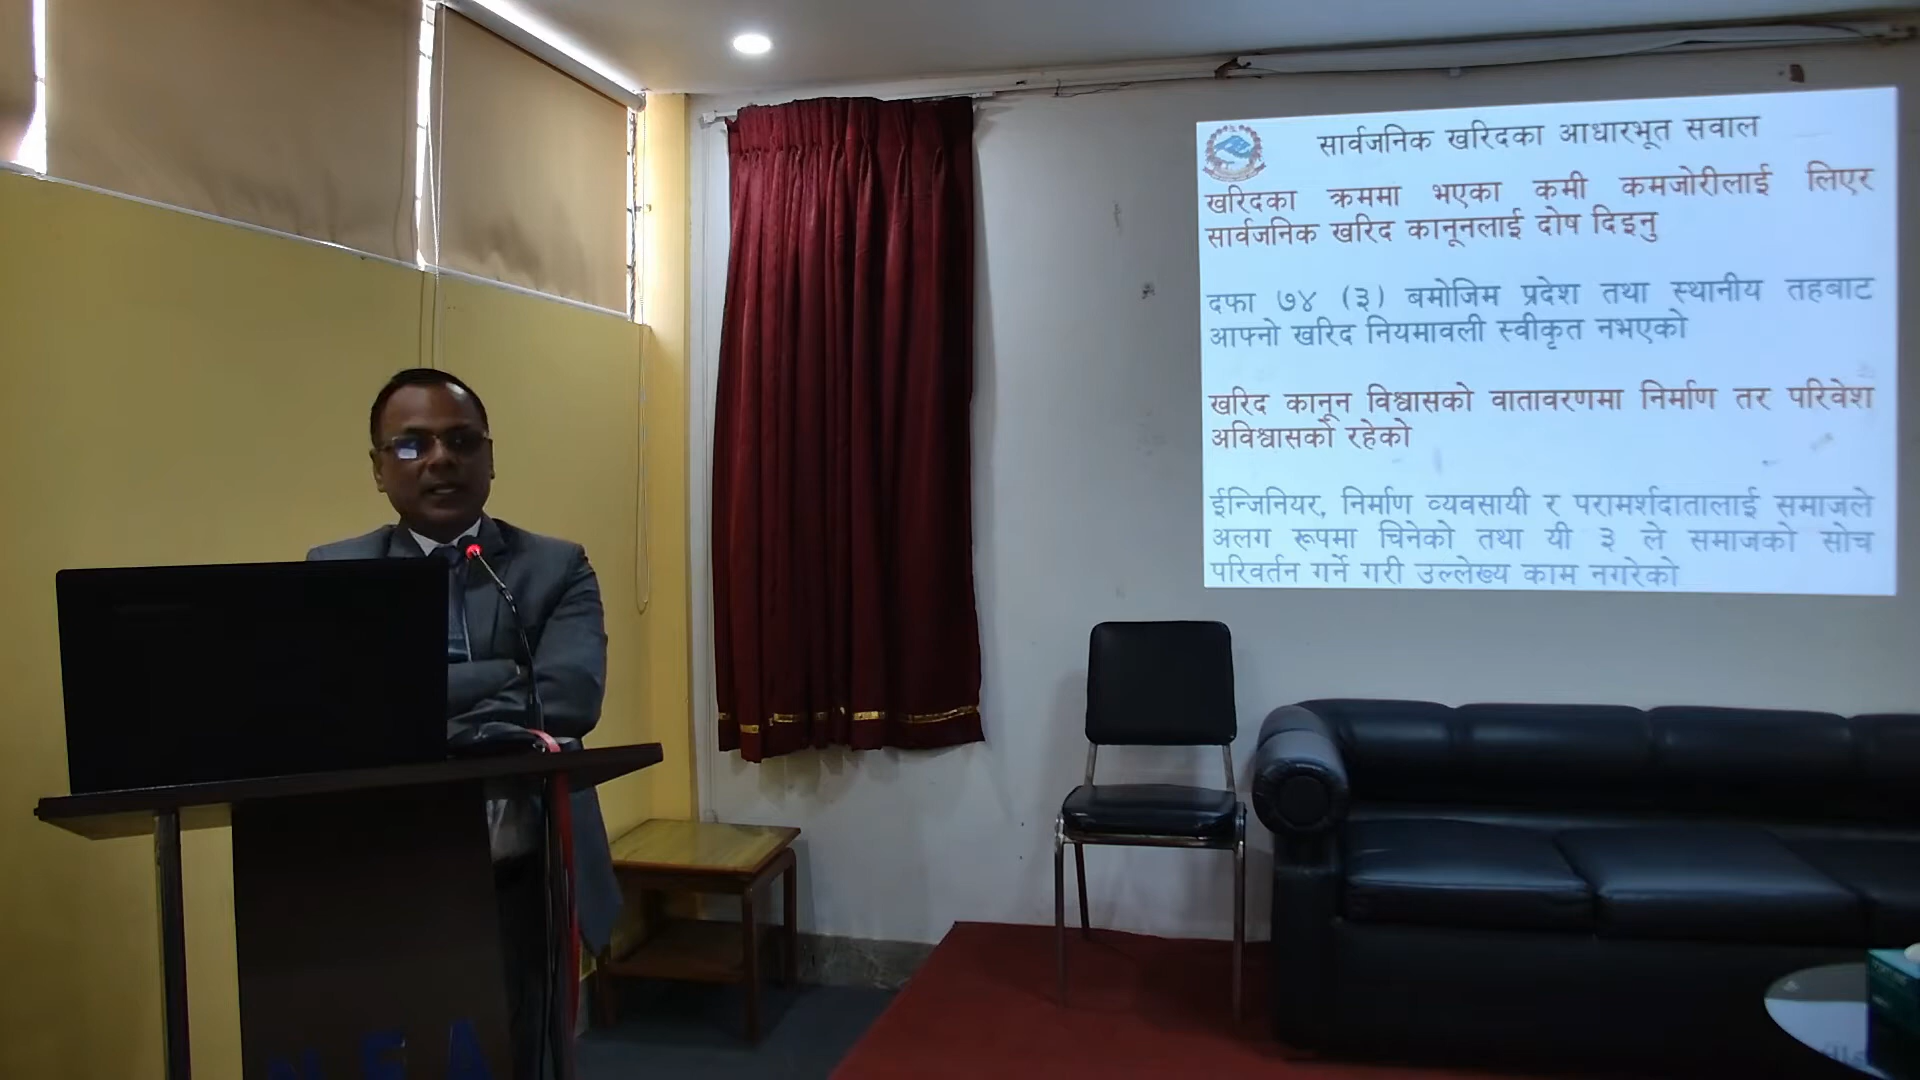 सार्वजनिक खरिदका आधारभूत सवाल
खरिदका क्रममा भएका कमी कमजोरीलाई लिएर
सार्वजनिक खरिद कानूनलाई दोष दिइनु
दफा ७४ (३) बमोजिम प्रदेश तथा स्थानीय तहबाट
आफ्नो खरिद नियमावली स्वीकृत नभएको
खरिद कानून विश्वासको वातावरणमा निर्माण तर परिवेश
अविश्वासको रहेको
ईन्जिनियर, निर्माण व्यवसायी र परामर्शदातालाई समाजले
अलग रूपमा चिनेको तथा यी ३ ले समाजको सोच
परिवर्तन गर्ने गरी उल्लेख्य काम नगरेको
NEA